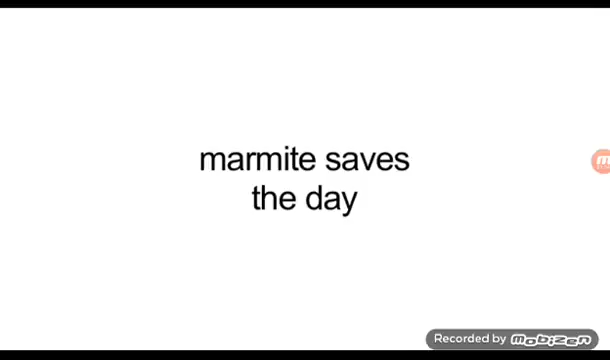 marmite saves
the day
Recorded by mobizen